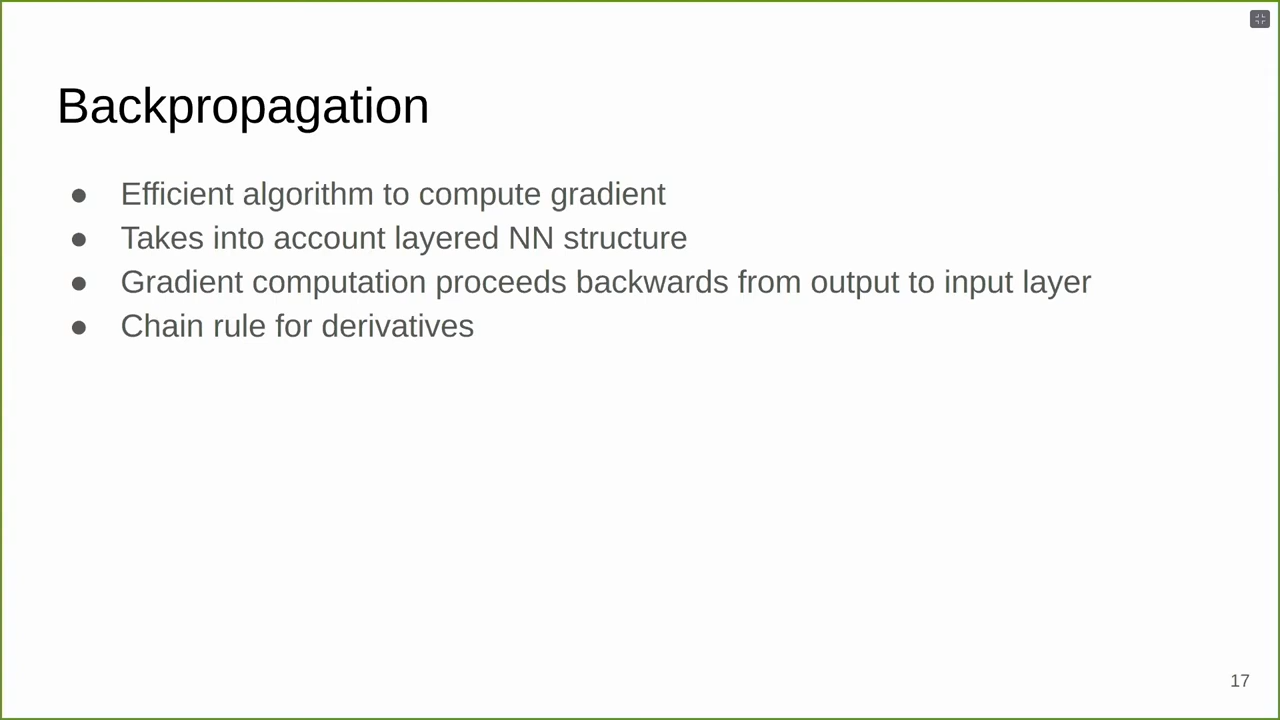 Backpropagation
● Efficient algorithm to compute gradient
● Takes into account layered NN structure
● Gradient computation proceeds backwards from output to input layer
● Chain rule for derivatives
17